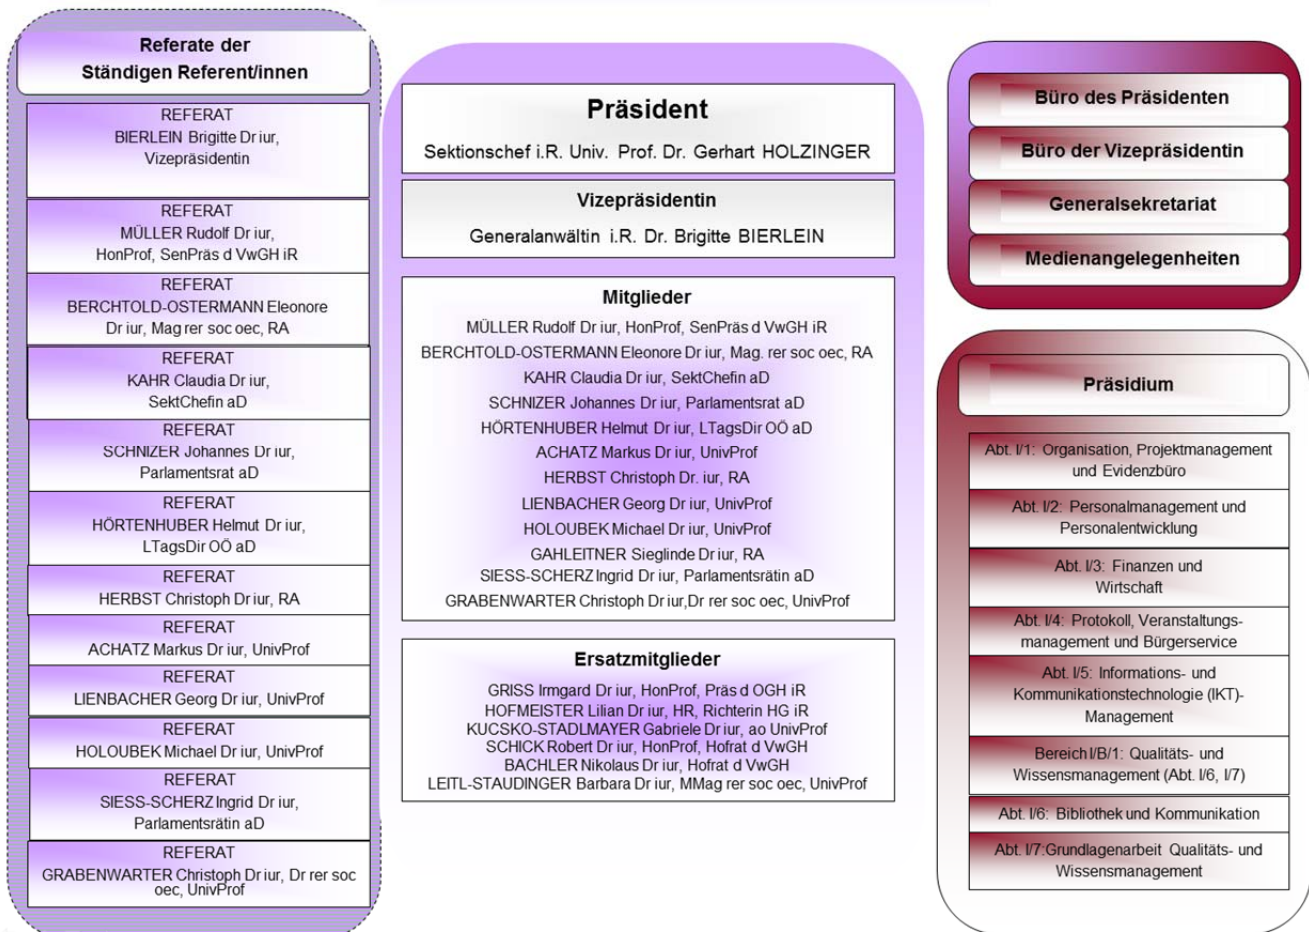 Referate der
Ständigen Referent/innen
REFERAT
BIERLEIN Brigitte Dr iur,
Vizepräsidentin
REFERAT
MÜLLER Rudolf Dr iur,
HonProf, SenPräs d VwGH iR
REFERAT
BERCHTOLD-OSTERMANN Eleonore
Dr iur, Mag rer soc oec, RA
REFERAT
KAHR Claudia Dr iur,
SektChefin aD
REFERAT
SCHNIZER Johannes Dr iur,
Parlamentsrat aD
REFERAT
HÖRTENHUBER Helmut Dr iur,
LTagsDir OÖ aD
REFERAT
HERBST Christoph Dr iur, RA
REFERAT
ACHATZ Markus Dr iur, UnivProf
REFERAT
LIENBACHER Georg Dr iur, UnivProf
REFERAT
HOLOUBEK Michael Dr iur, UnivProf
REFERAT
SIESS-SCHERZ Ingrid Dr iur,
Parlamentsrätin aD
REFERAT
GRABENWARTER Christoph Dr iur, Dr rer soc
oec, UnivProf
Präsident
Sektionschef i.R. Univ. Prof. Dr. Gerhart HOLZINGER
Vizepräsidentin
Generalanwältin i.R. Dr. Brigitte BIERLEIN
Mitglieder
MÜLLER Rudolf Dr iur, HonProf, SenPräs d VwGH iR
BERCHTOLD-OSTERMANN Eleonore Dr iur, Mag. rer soc oec, RA
KAHR Claudia Dr iur, SektChefin aD
SCHNIZER Johannes Dr iur, Parlamentsrat aD
HÖRTENHUBER Helmut Dr iur, LTagsDir OÖ aD
ACHATZ Markus Dr iur, UnivProf
HERBST Christoph Dr. iur, RA
LIENBACHER Georg Dr iur, UnivProf
HOLOUBEK Michael Dr iur, UnivProf
GAHLEITNER Sieglinde Dr iur, RA
SIESS-SCHERZ Ingrid Dr iur, Parlamentsrätin aD
GRABENWARTER Christoph Dr iur,Dr rer soc oec, UnivProf
Ersatzmitglieder
GRISS Irmgard Dr iur, HonProf, Präs d OGH iR
HOFMEISTER Lilian Dr iur, HR, Richterin HG iR
KUCSKO-STADLMAYER Gabriele Dr iur, ao UnivProf
SCHICK Robert Dr iur, HonProf, Hofrat d VwGH
BACHLER Nikolaus Dr iur, Hofrat d VwGH
LEITL-STAUDINGER Barbara Dr iur, MMag rer soc oec, UnivProf
Büro des Präsidenten
Büro der Vizepräsidentin
Generalsekretariat
Medienangelegenheiten
Präsidium
Abt. I/1: Organisation, Projektmanagement
und Evidenzbüro
Abt. I/2: Personalmanagement und
Personalentwicklung
Abt. I/3: Finanzen und
Wirtschaft
Abt. I/4: Protokoll, Veranstaltungs-
management und Bürgerservice
Abt. I/5: Informations- und
Kommunikationstechnologie (IKT)-
Management
Bereich I/B/1: Qualitäts- und
Wissensmanagement (Abt. I/6, I/7)
Abt. I/6: Bibliothek und Kommunikation
Abt. I/7:Grundlagenarbeit Qualitäts- und
Wissensmanagement